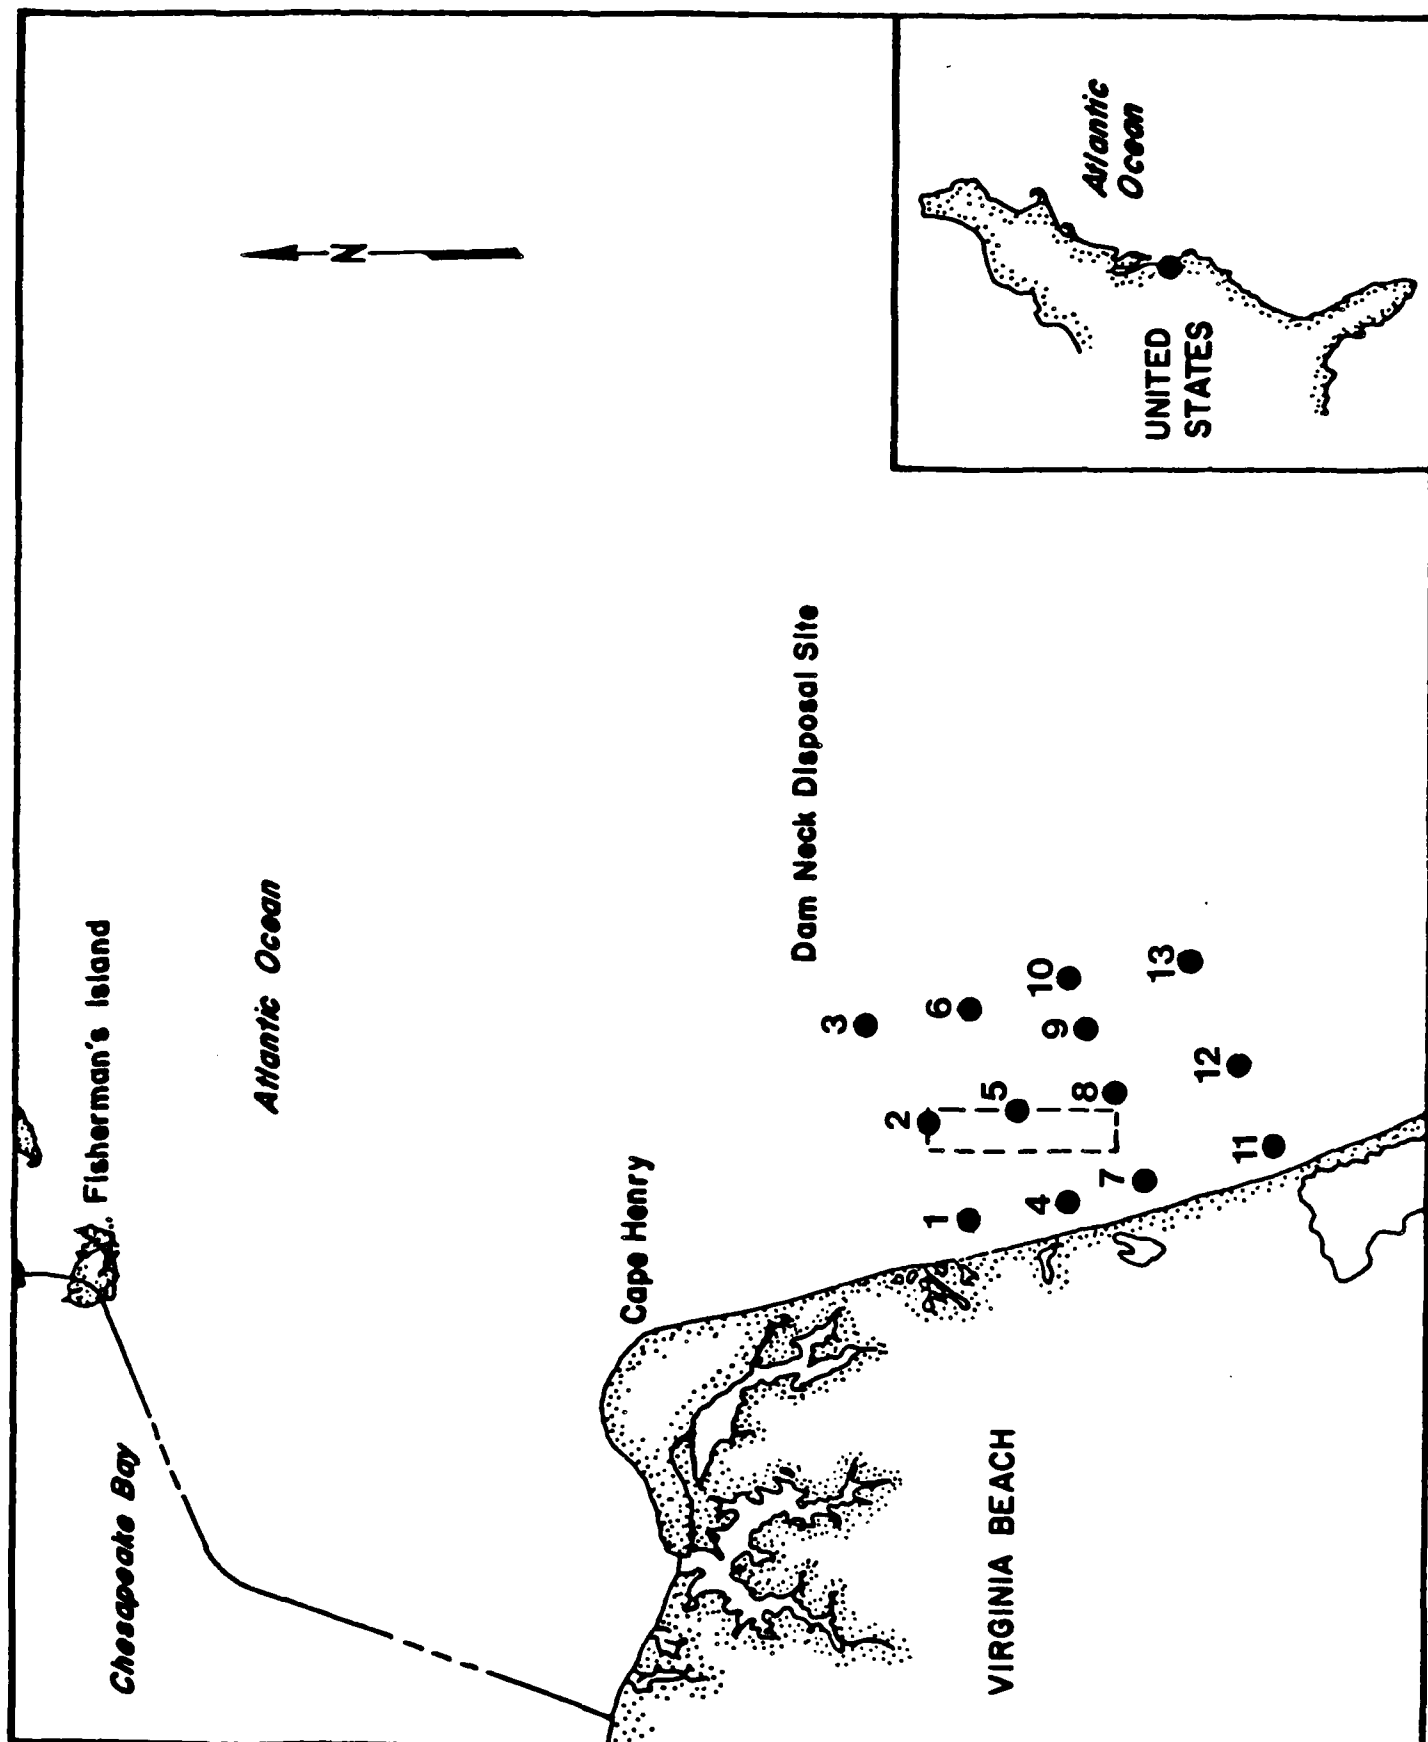 Chesapeake Bay
Fisherman's Island
Atlantic Ocean
N
Cape Henry
Dam Neck Disposal Site
VIRGINIA BEACH
1
2
3
4
5
6
7
8
9
10
11
12
13
UNITED
STATES
Atlantic
Ocean